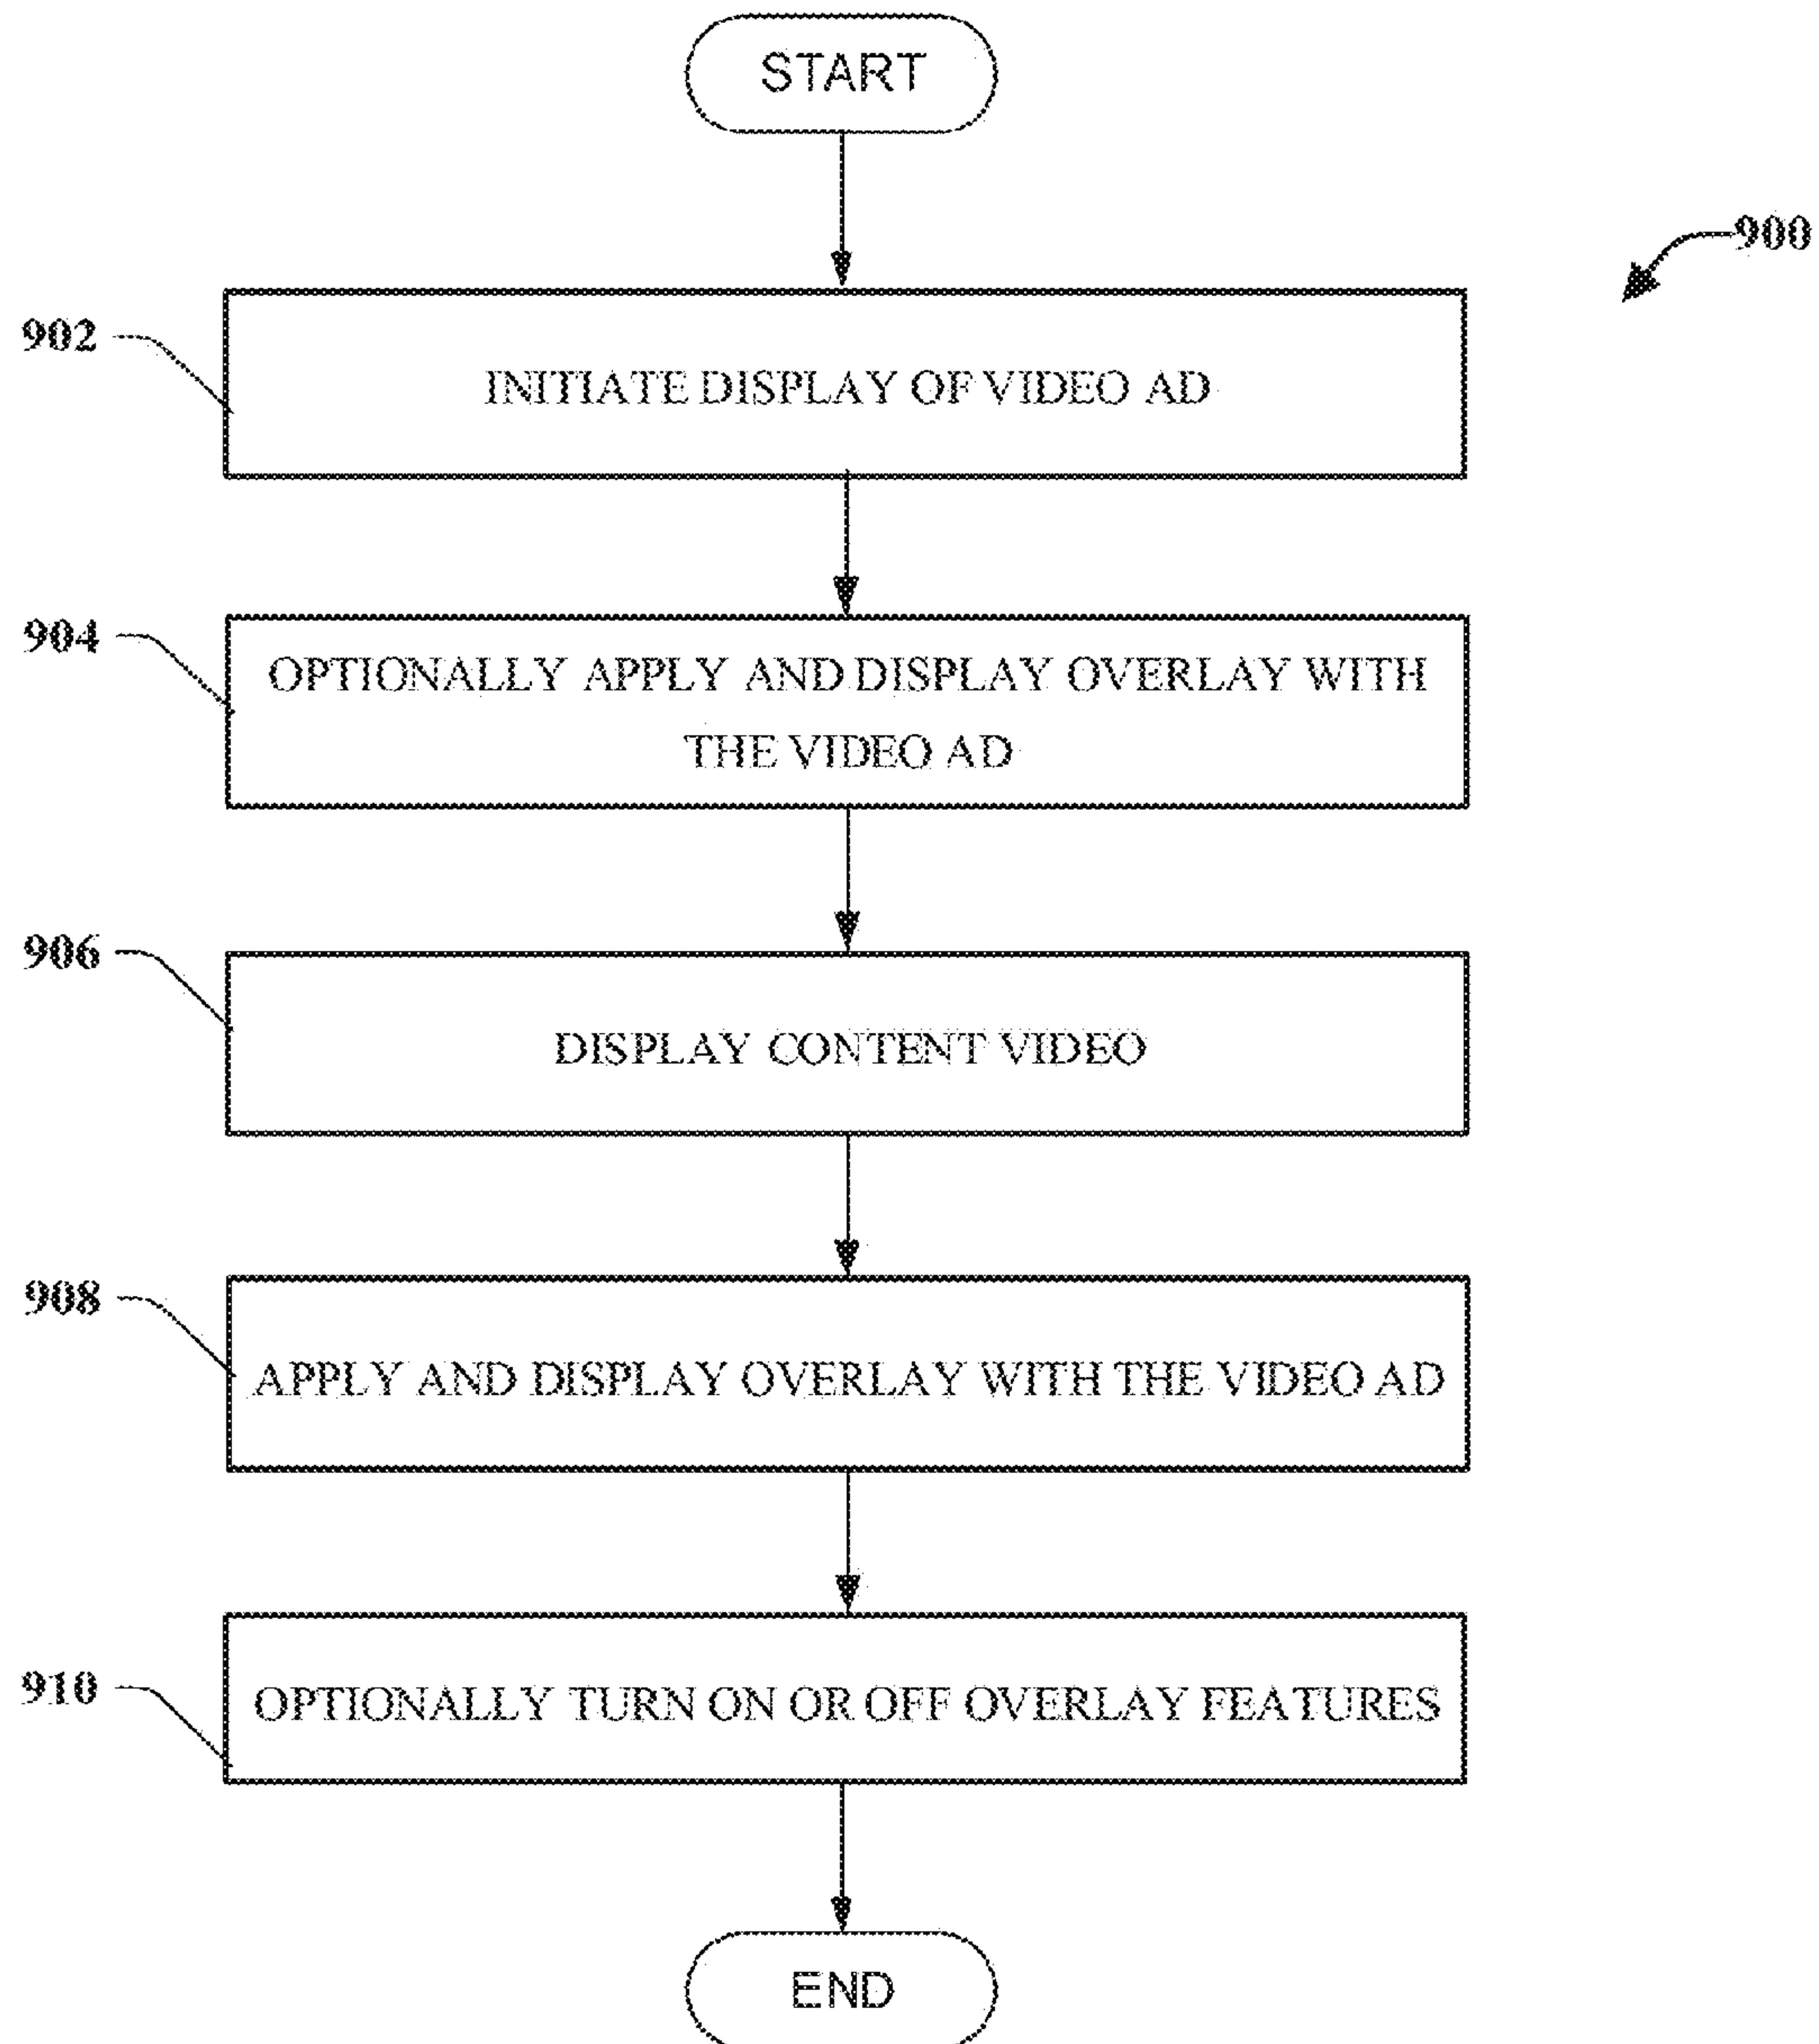 START
900
902
INITIATE DISPLAY OF VIDEO AD
904
OPTIONALLY APPLY AND DISPLAY OVERLAY WITH
THE VIDEO AD
906
DISPLAY CONTENT VIDEO
908
APPLY AND DISPLAY OVERLAY WITH THE VIDEO AD
910
OPTIONALLY TURN ON OR OFF OVERLAY FEATURES
END